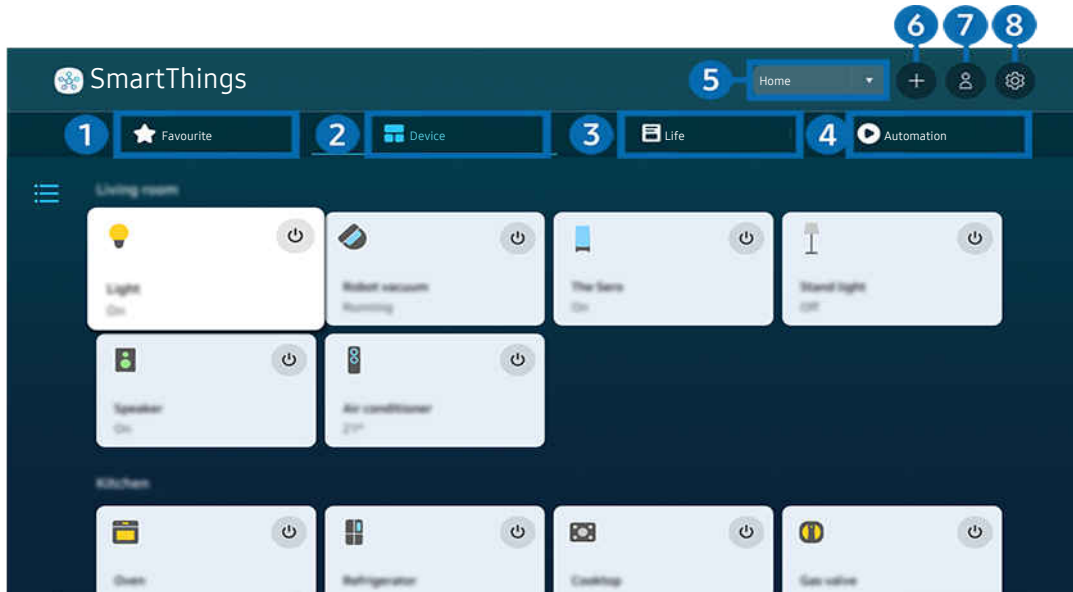 6 7 8
SmartThings
5 Home
1 Favourite 2 Device 3 Life 4 Automation
Living room
Light
On
Robot vacuum
Running
The Sero
On
Stand light
Off
Speaker
On
Air conditioner
21°
Kitchen
Oven
Refrigerator
Cooktop
Gas valve